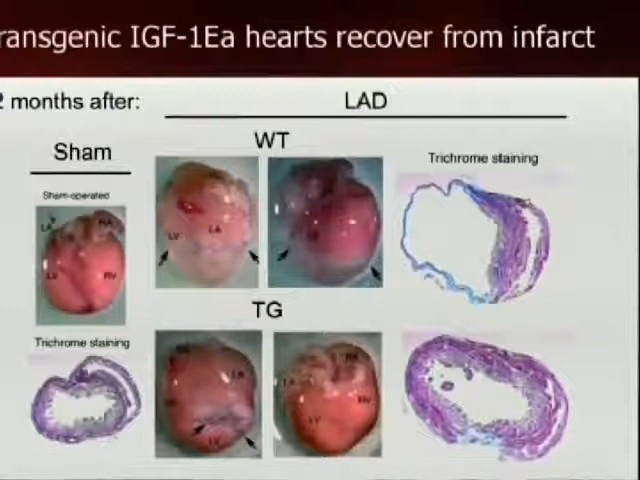 ransgenic IGF-1Ea hearts recover from infarct
2 months after:
LAD
Sham
WT
Trichrome staining
Sham-operated
LA
RA
LV
RV
LV
LA
TG
Trichrome staining
LA
LV
LA
RA
LV
RV